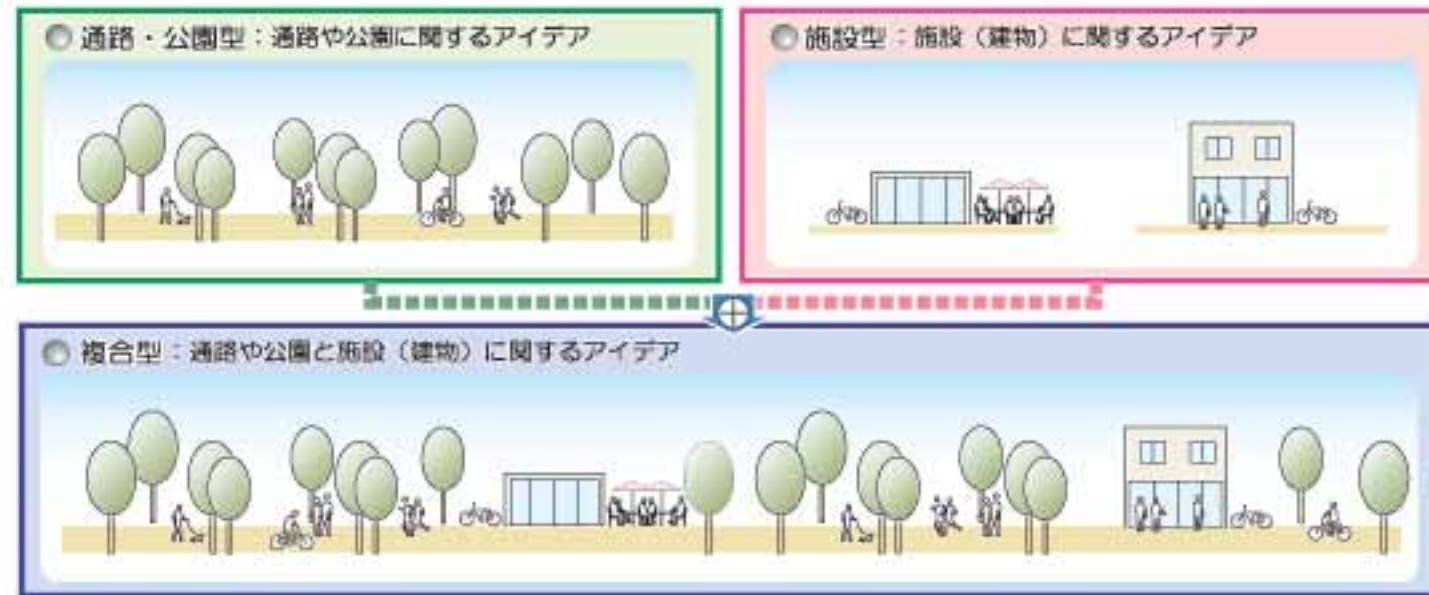 通路・公園型：通路や公園に関するアイデア
施設型：施設（建物）に関するアイデア
複合型：通路や公園と施設（建物）に関するアイデア